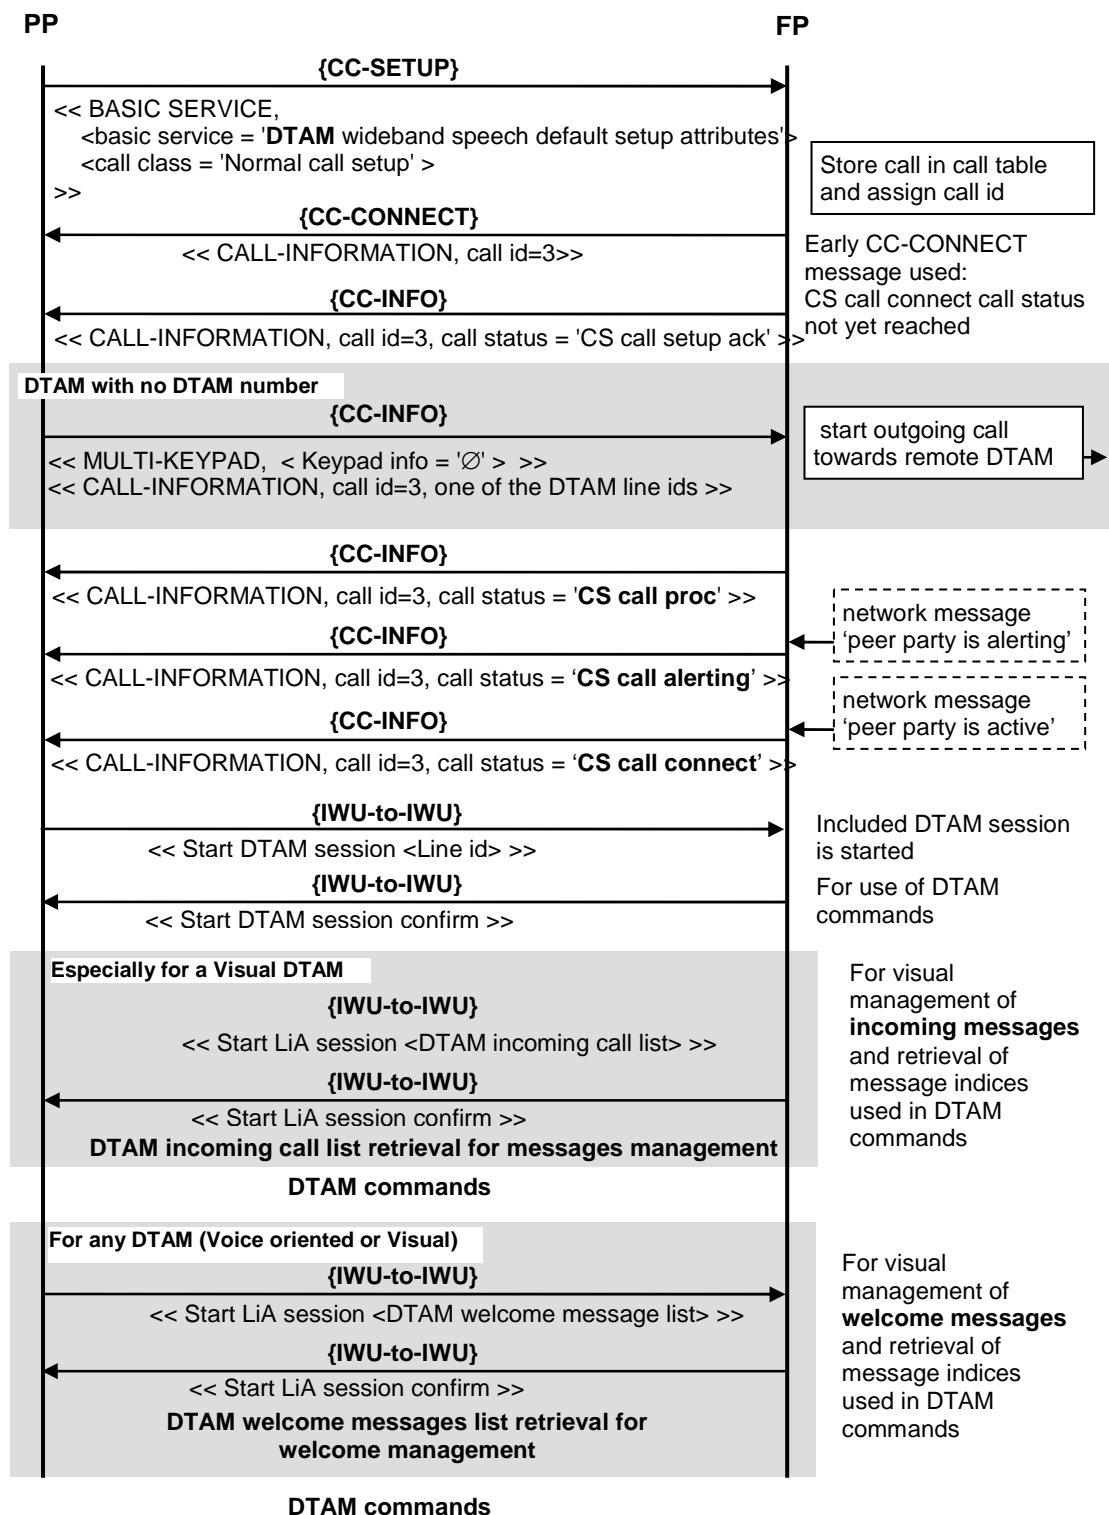 PP
FP
{CC-SETUP}
<< BASIC SERVICE,
<basic service = 'DTAM wideband speech default setup attributes'>
<call class = 'Normal call setup' >
>>
Store call in call table
and assign call id
{CC-CONNECT}
<< CALL-INFORMATION, call id=3>>
Early CC-CONNECT
message used:
CS call connect call status
not yet reached
{CC-INFO}
<< CALL-INFORMATION, call id=3, call status = 'CS call setup ack' >>
DTAM with no DTAM number
{CC-INFO}
<< MULTI-KEYPAD, < Keypad info = '∅' > >>
<< CALL-INFORMATION, call id=3, one of the DTAM line ids >>
start outgoing call
towards remote DTAM
{CC-INFO}
<< CALL-INFORMATION, call id=3, call status = 'CS call proc' >>
network message
‘peer party is alerting’
{CC-INFO}
<< CALL-INFORMATION, call id=3, call status = ‘CS call alerting’ >>
network message
‘peer party is active’
{CC-INFO}
<< CALL-INFORMATION, call id=3, call status = ‘CS call connect’ >>
{IWU-to-IWU}
<< Start DTAM session <Line id> >>
Included DTAM session
is started
{IWU-to-IWU}
<< Start DTAM session confirm >>
For use of DTAM
commands
Especially for a Visual DTAM
{IWU-to-IWU}
<< Start LiA session <DTAM incoming call list> >>
{IWU-to-IWU}
<< Start LiA session confirm >>
DTAM incoming call list retrieval for messages management
For visual
management of
incoming messages
and retrieval of
message indices
used in DTAM
commands
DTAM commands
For any DTAM (Voice oriented or Visual)
{IWU-to-IWU}
<< Start LiA session <DTAM welcome message list> >>
{IWU-to-IWU}
<< Start LiA session confirm >>
DTAM welcome messages list retrieval for
welcome management
For visual
management of
welcome messages
and retrieval of
message indices
used in DTAM
commands
DTAM commands